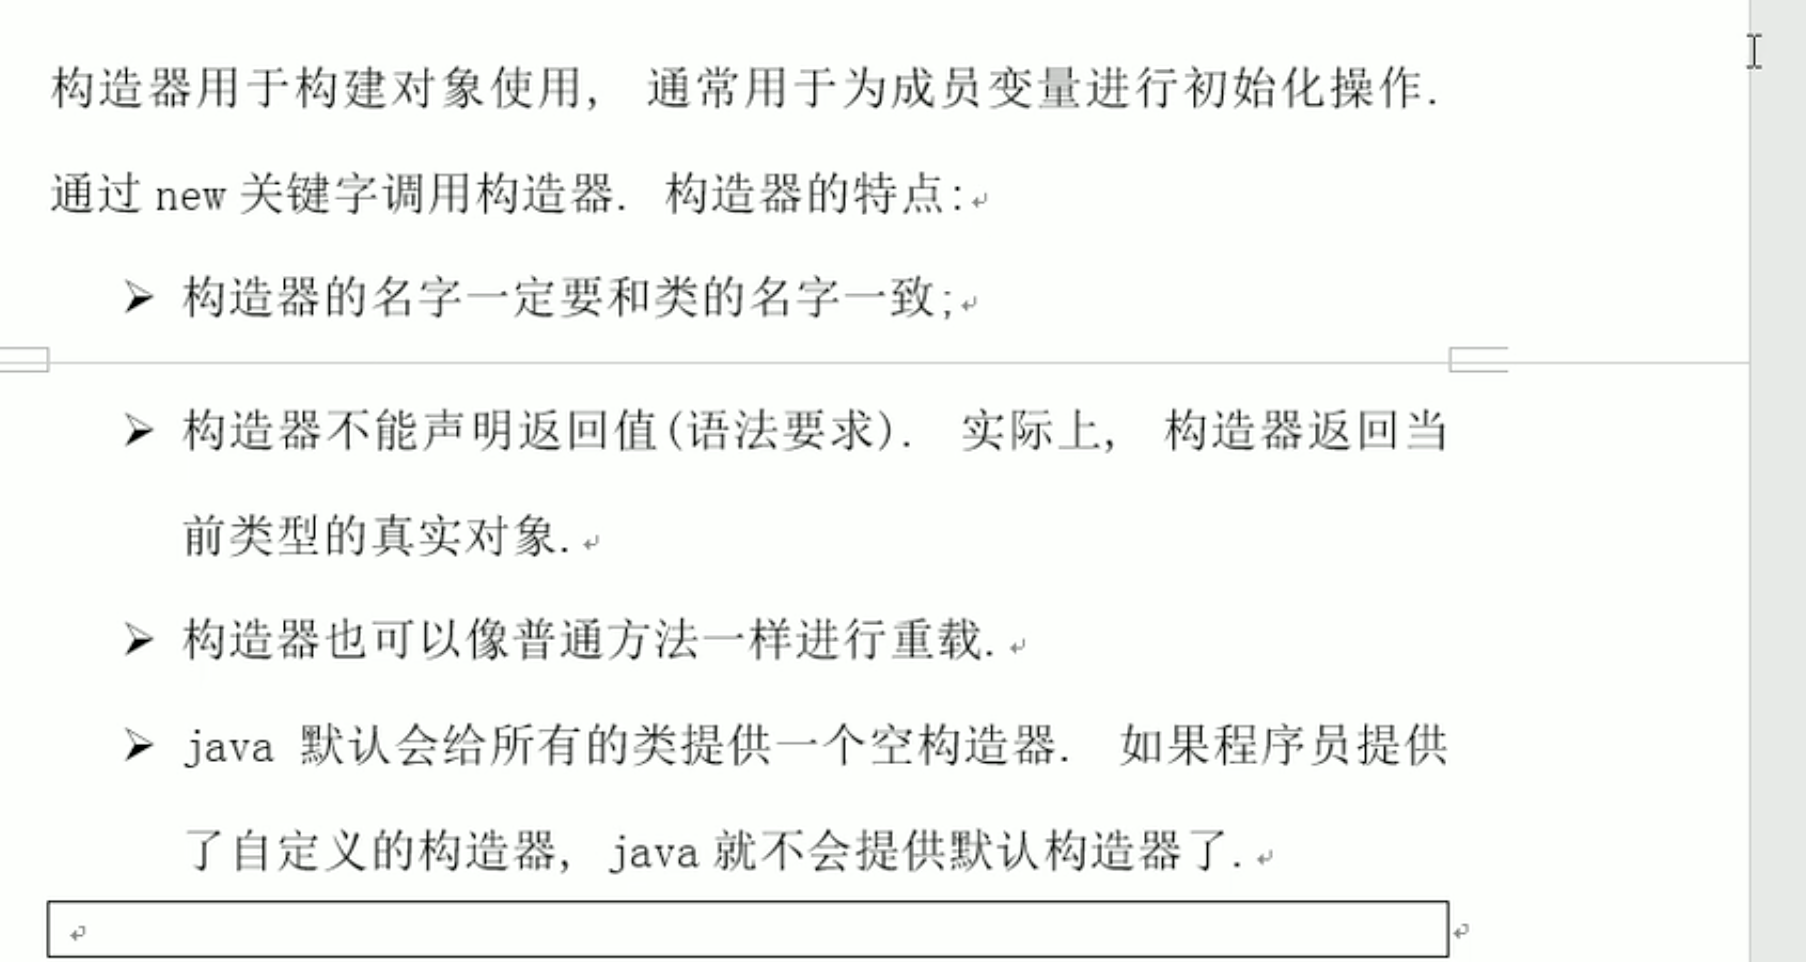 构造器用于构建对象使用, 通常用于为成员变量进行初始化操作.
通过 new 关键字调用构造器. 构造器的特点:
➢ 构造器的名字一定要和类的名字一致;
➢ 构造器不能声明返回值(语法要求). 实际上, 构造器返回当
前类型的真实对象.
➢ 构造器也可以像普通方法一样进行重载.
➢ java 默认会给所有的类提供一个空构造器. 如果程序员提供
了自定义的构造器, java 就不会提供默认构造器了.